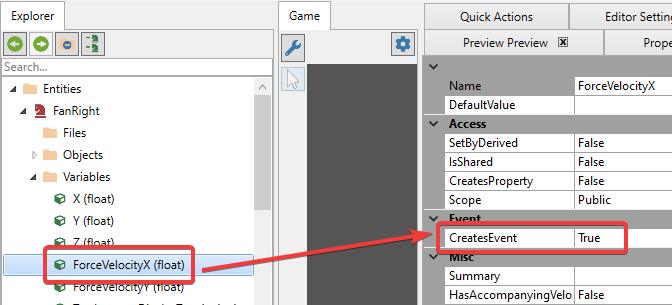 Explorer
Search...
Entities
FanRight
Files
Objects
Variables
X (float)
Y (float)
Z (float)
ForceVelocityX (float)
ForceVelocityY (float)
Game
Quick Actions
Editor Setting
Preview Preview
Prope
Name ForceVelocityX
DefaultValue
Access
SetByDerived False
IsShared False
CreatesProperty False
Scope Public
Event
CreatesEvent True
Misc
Summary
HasAccompanyingVelo False